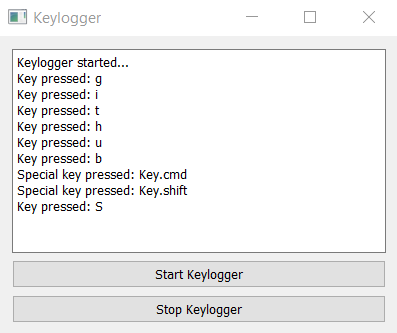 Keylogger
Keylogger started...
Key pressed: g
Key pressed: i
Key pressed: t
Key pressed: h
Key pressed: u
Key pressed: b
Special key pressed: Key.cmd
Special key pressed: Key.shift
Key pressed: S
Start Keylogger
Stop Keylogger